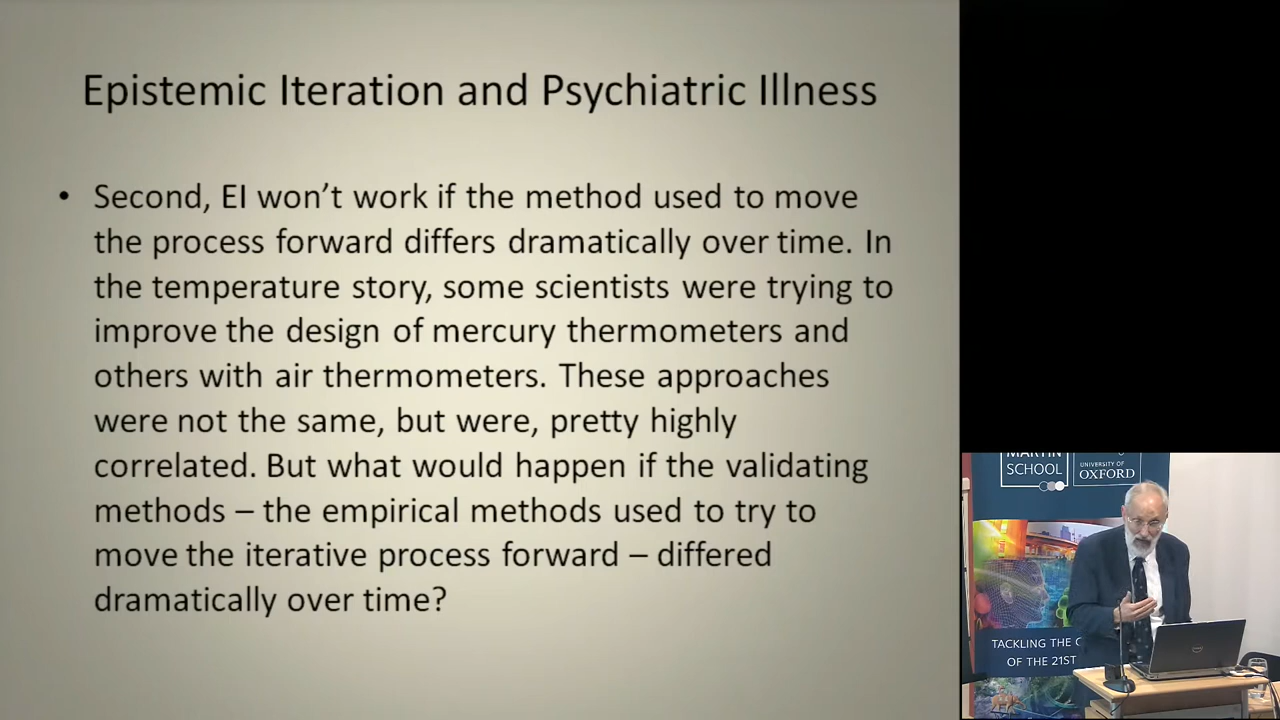 Epistemic Iteration and Psychiatric Illness
• Second, EI won’t work if the method used to move
the process forward differs dramatically over time. In
the temperature story, some scientists were trying to
improve the design of mercury thermometers and
others with air thermometers. These approaches
were not the same, but were, pretty highly
correlated. But what would happen if the validating
methods – the empirical methods used to try to
move the iterative process forward – differed
dramatically over time?
SCHOOL
UNIVERSITY OF
OXFORD
TACKLING THE
OF THE 21ST